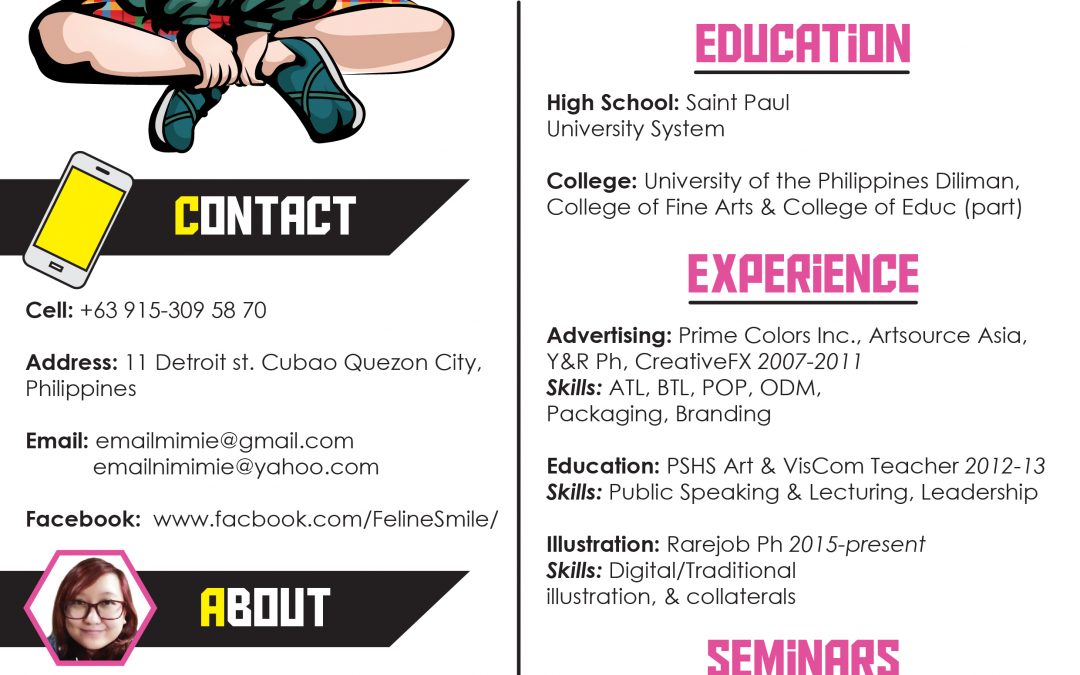 CONTACT
Cell: +63 915-309 58 70
Address: 11 Detroit st. Cubao Quezon City,
Philippines
Email: emailmimie@gmail.com
emailnimimie@yahoo.com
Facebook: www.facbook.com/FelineSmile/
ABOUT
EDUCATiON
High School: Saint Paul
University System
College: University of the Philippines Diliman,
College of Fine Arts & College of Educ (part)
EXPERiENCE
Advertising: Prime Colors Inc., Artsource Asia,
Y&R Ph, CreativeFX 2007-2011
Skills: ATL, BTL, POP, ODM,
Packaging, Branding
Education: PSHS Art & VisCom Teacher 2012-13
Skills: Public Speaking & Lecturing, Leadership
Illustration: Rarejob Ph 2015-present
Skills: Digital/Traditional
illustration, & collaterals
SEMiNARS